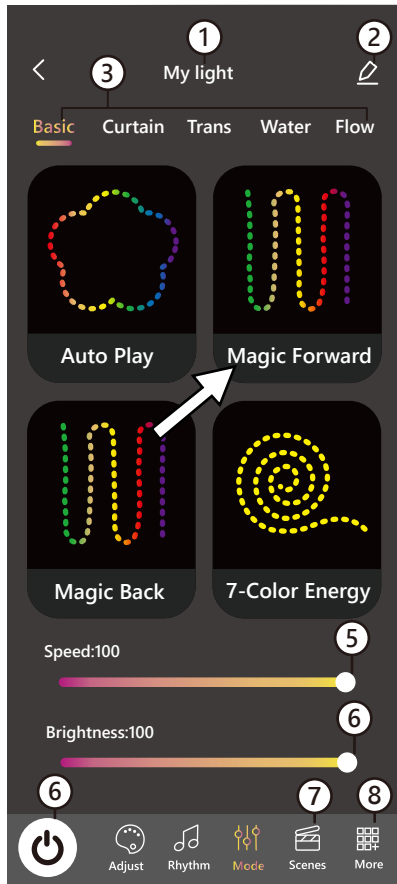 1
2
3
My light
Basic Curtain Trans Water Flow
Auto Play
Magic Forward
Magic Back
7-Color Energy
5
Speed:100
6
Brightness:100
6
7
8
Adjust Rhythm Mode Scenes More